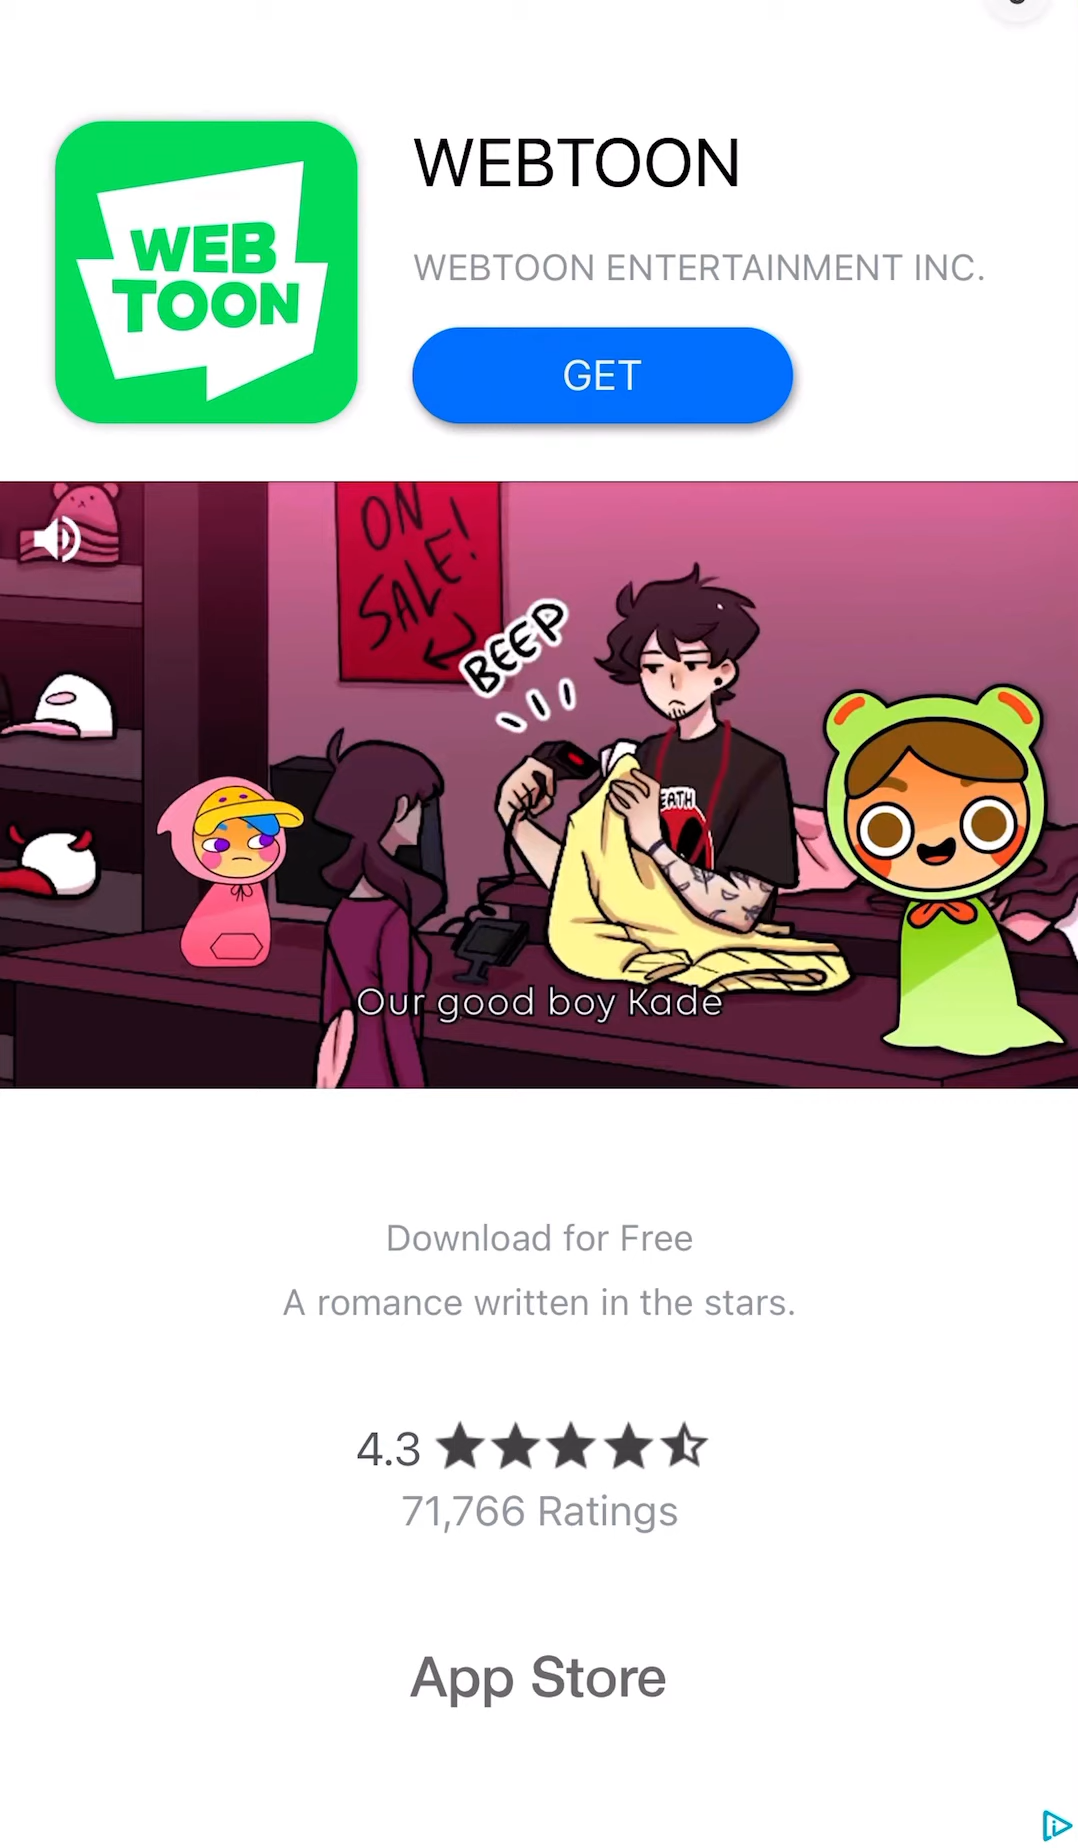 WEBTOON
WEB
TOON
WEBTOON ENTERTAINMENT INC.
GET
ON
SALE!
BEEP
EATH
Our good boy Kade
Download for Free
A romance written in the stars.
4.3
71,766 Ratings
App Store